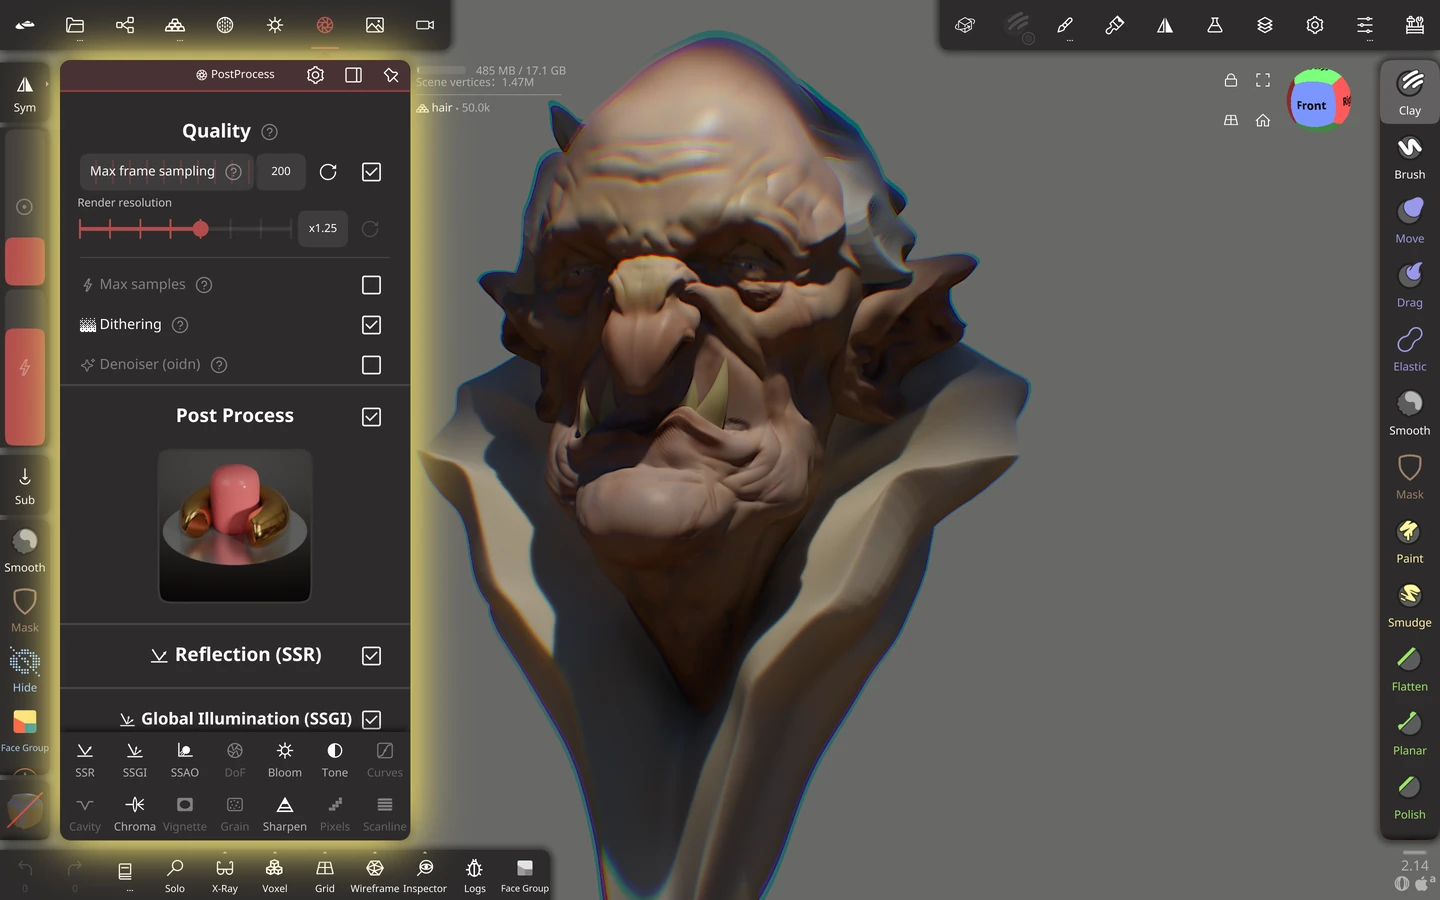 PostProcess
485 MB / 17.1 GB
Scene vertices: 1.47M
hair • 50.0k
Sym
Quality ?
Max frame sampling ? 200
Render resolution
x1.25
Max samples ?
Dithering ?
Denoiser (oidn) ?
Post Process
Reflection (SSR)
Global Illumination (SSGI)
SSR SSGI SSAO DoF Bloom Tone Curves
Cavity Chroma Vignette Grain Sharpen Pixels Scanline
Sub
Smooth
Mask
Hide
Face Group
0 0 ... Solo X-Ray Voxel Grid Wireframe Inspector Logs Face Group
Front
Clay
Brush
Move
Drag
Elastic
Smooth
Mask
Paint
Smudge
Flatten
Planar
Polish
2.14
a